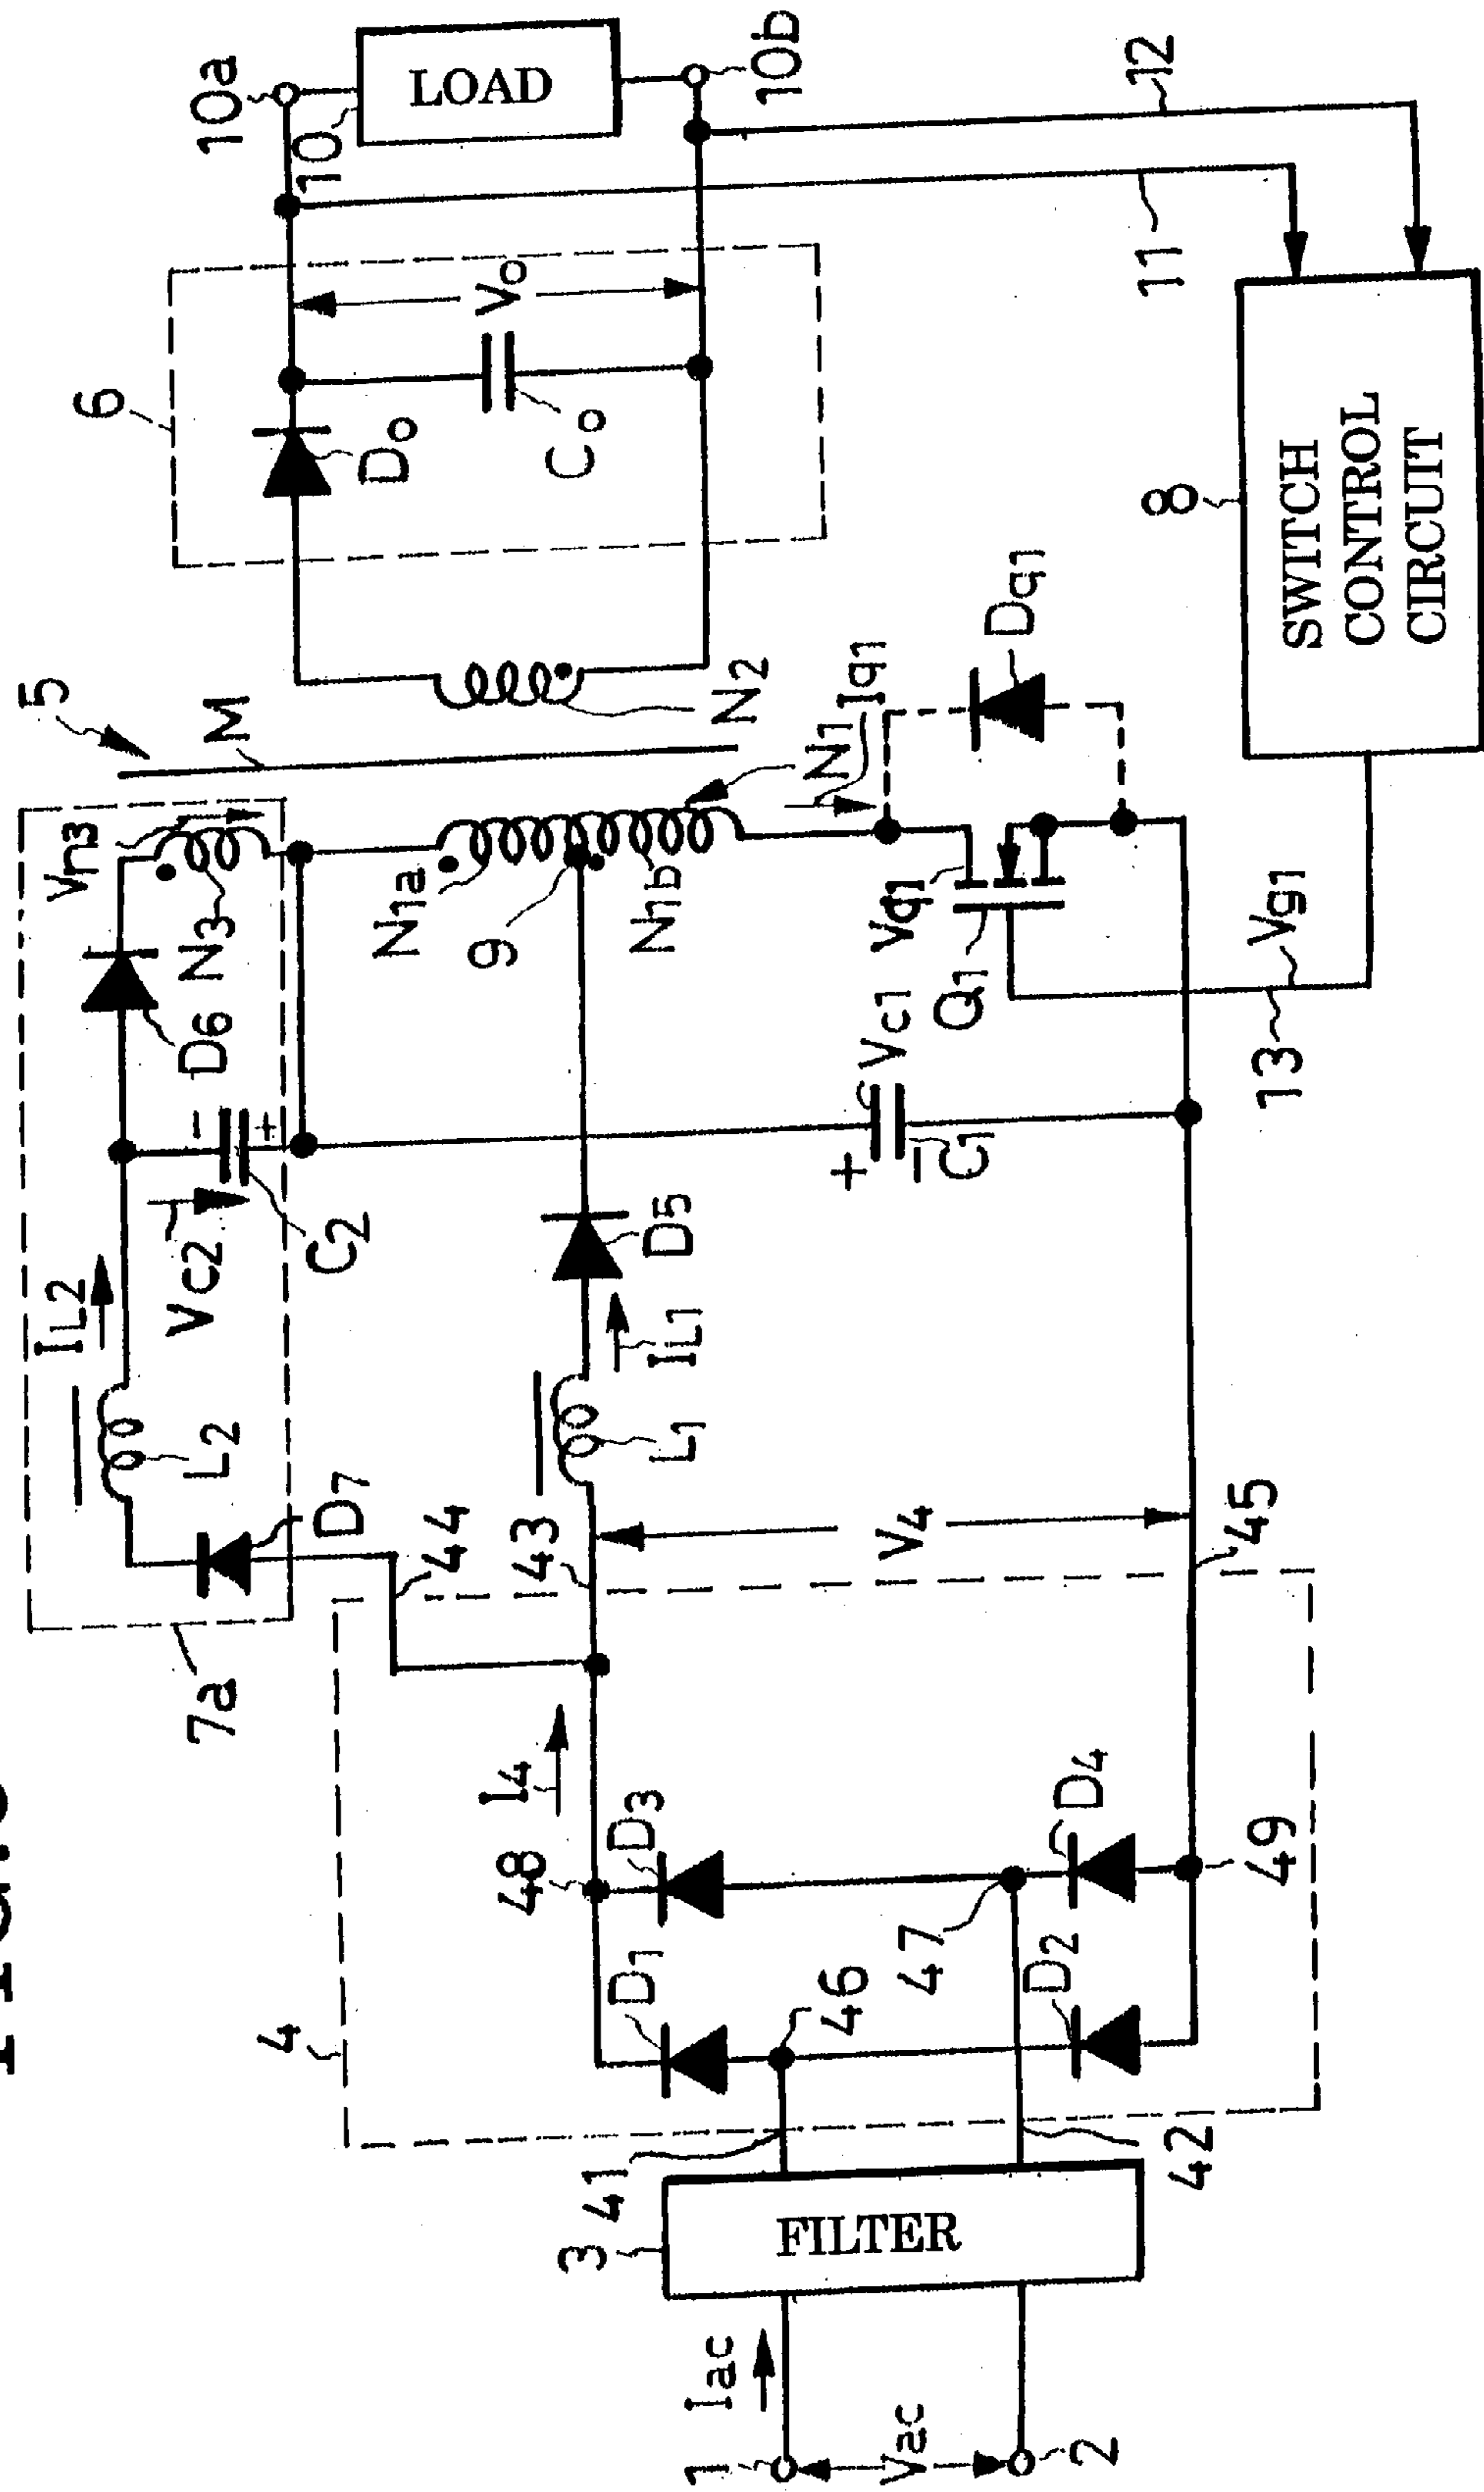 1
2
Iac
Vac
3
FILTER
41
42
4
D1
D2
D3
D4
46
47
48
49
I4
43
44
45
V4
7a
D7
L2
IL2
Vc2
C2
-
+
D6
N3
Vn3
L1
IL1
D5
+
-
C1
Vc1
5
M
N1a
9
N1b
N1
N2
Iq1
Vq1
Q1
Dq1
13
Vg1
6
Do
Co
Vo
8
SWITCH
CONTROL
CIRCUIT
11
12
10a
10
LOAD
10b